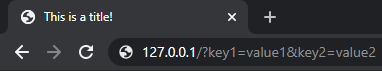 This is a title!
127.0.0.1/?key1=value1&key2=value2